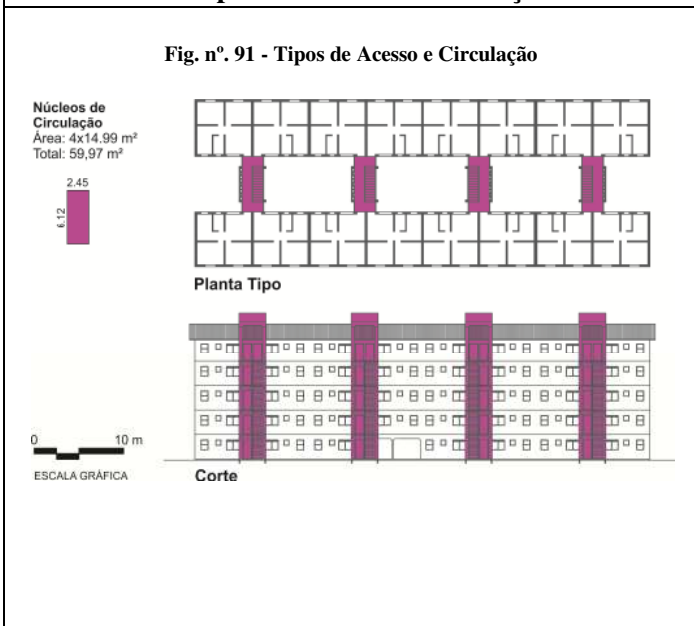 Fig. nº. 91 - Tipos de Acesso e Circulação
Núcleos de
Circulação
Área: 4x14.99 m²
Total: 59,97 m²
2.45
6.12
Planta Tipo
0 10 m
ESCALA GRÁFICA
Corte